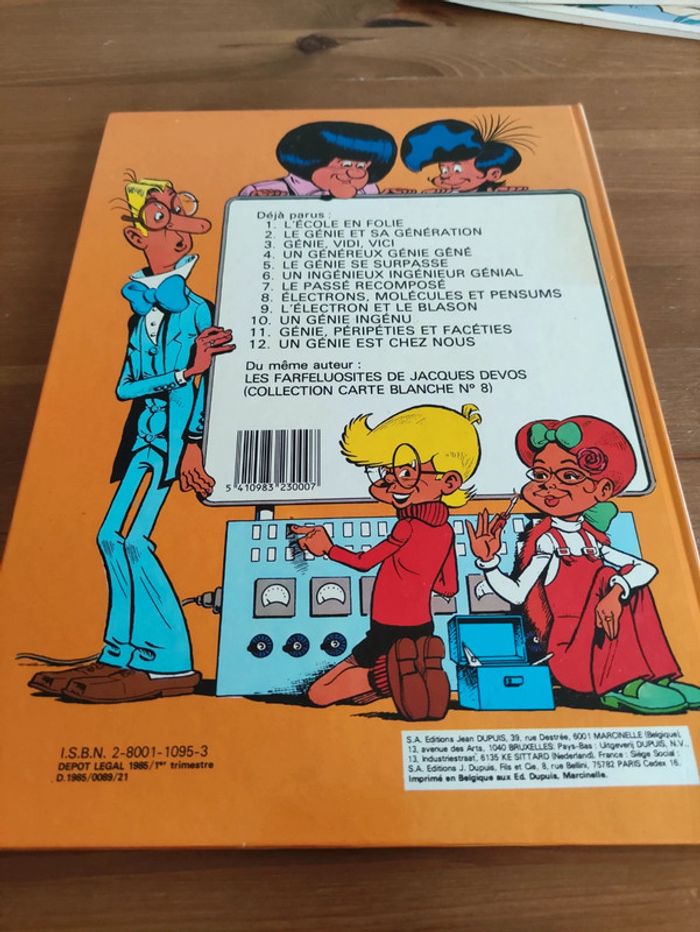 Déjà parus :
1. L'ÉCOLE EN FOLIE
2. LE GÉNIE ET SA GÉNÉRATION
3. GÉNIE, VIDI, VICI
4. UN GÉNÉREUX GÉNIE GÊNÉ
5. LE GÉNIE SE SURPASSE
6. UN INGÉNIEUX INGÉNIEUR GÉNIAL
7. LE PASSÉ RECOMPOSÉ
8. ÉLECTRONS, MOLÉCULES ET PENSUMS
9. L'ÉLECTRON ET LE BLASON
10. UN GÉNIE INGÉNU
11. GÉNIE, PÉRIPÉTIES ET FACÉTIES
12. UN GÉNIE EST CHEZ NOUS
Du même auteur :
LES FARFELUOSITES DE JACQUES DEVOS
(COLLECTION CARTE BLANCHE Nº 8)
5 410983 230007
I.S.B.N. 2-8001-1095-3
DEPOT LEGAL 1985/1er trimestre
D.1985/0089/21
S.A. Editions Jean DUPUIS, 39, rue Destrée, 6001 MARCINELLE (Belgique),
13, avenue des Arts, 1040 BRUXELLES. Pays-Bas : Uitgeverij DUPUIS, N.V.,
13, Industriestraat, 6135 KE SITTARD (Nederland). France : Siège Social :
S.A. Editions J. Dupuis, Fils et Cie, 8, rue Bellini, 75782 PARIS Cedex 16.
Imprimé en Belgique aux Ed. Dupuis, Marcinelle.